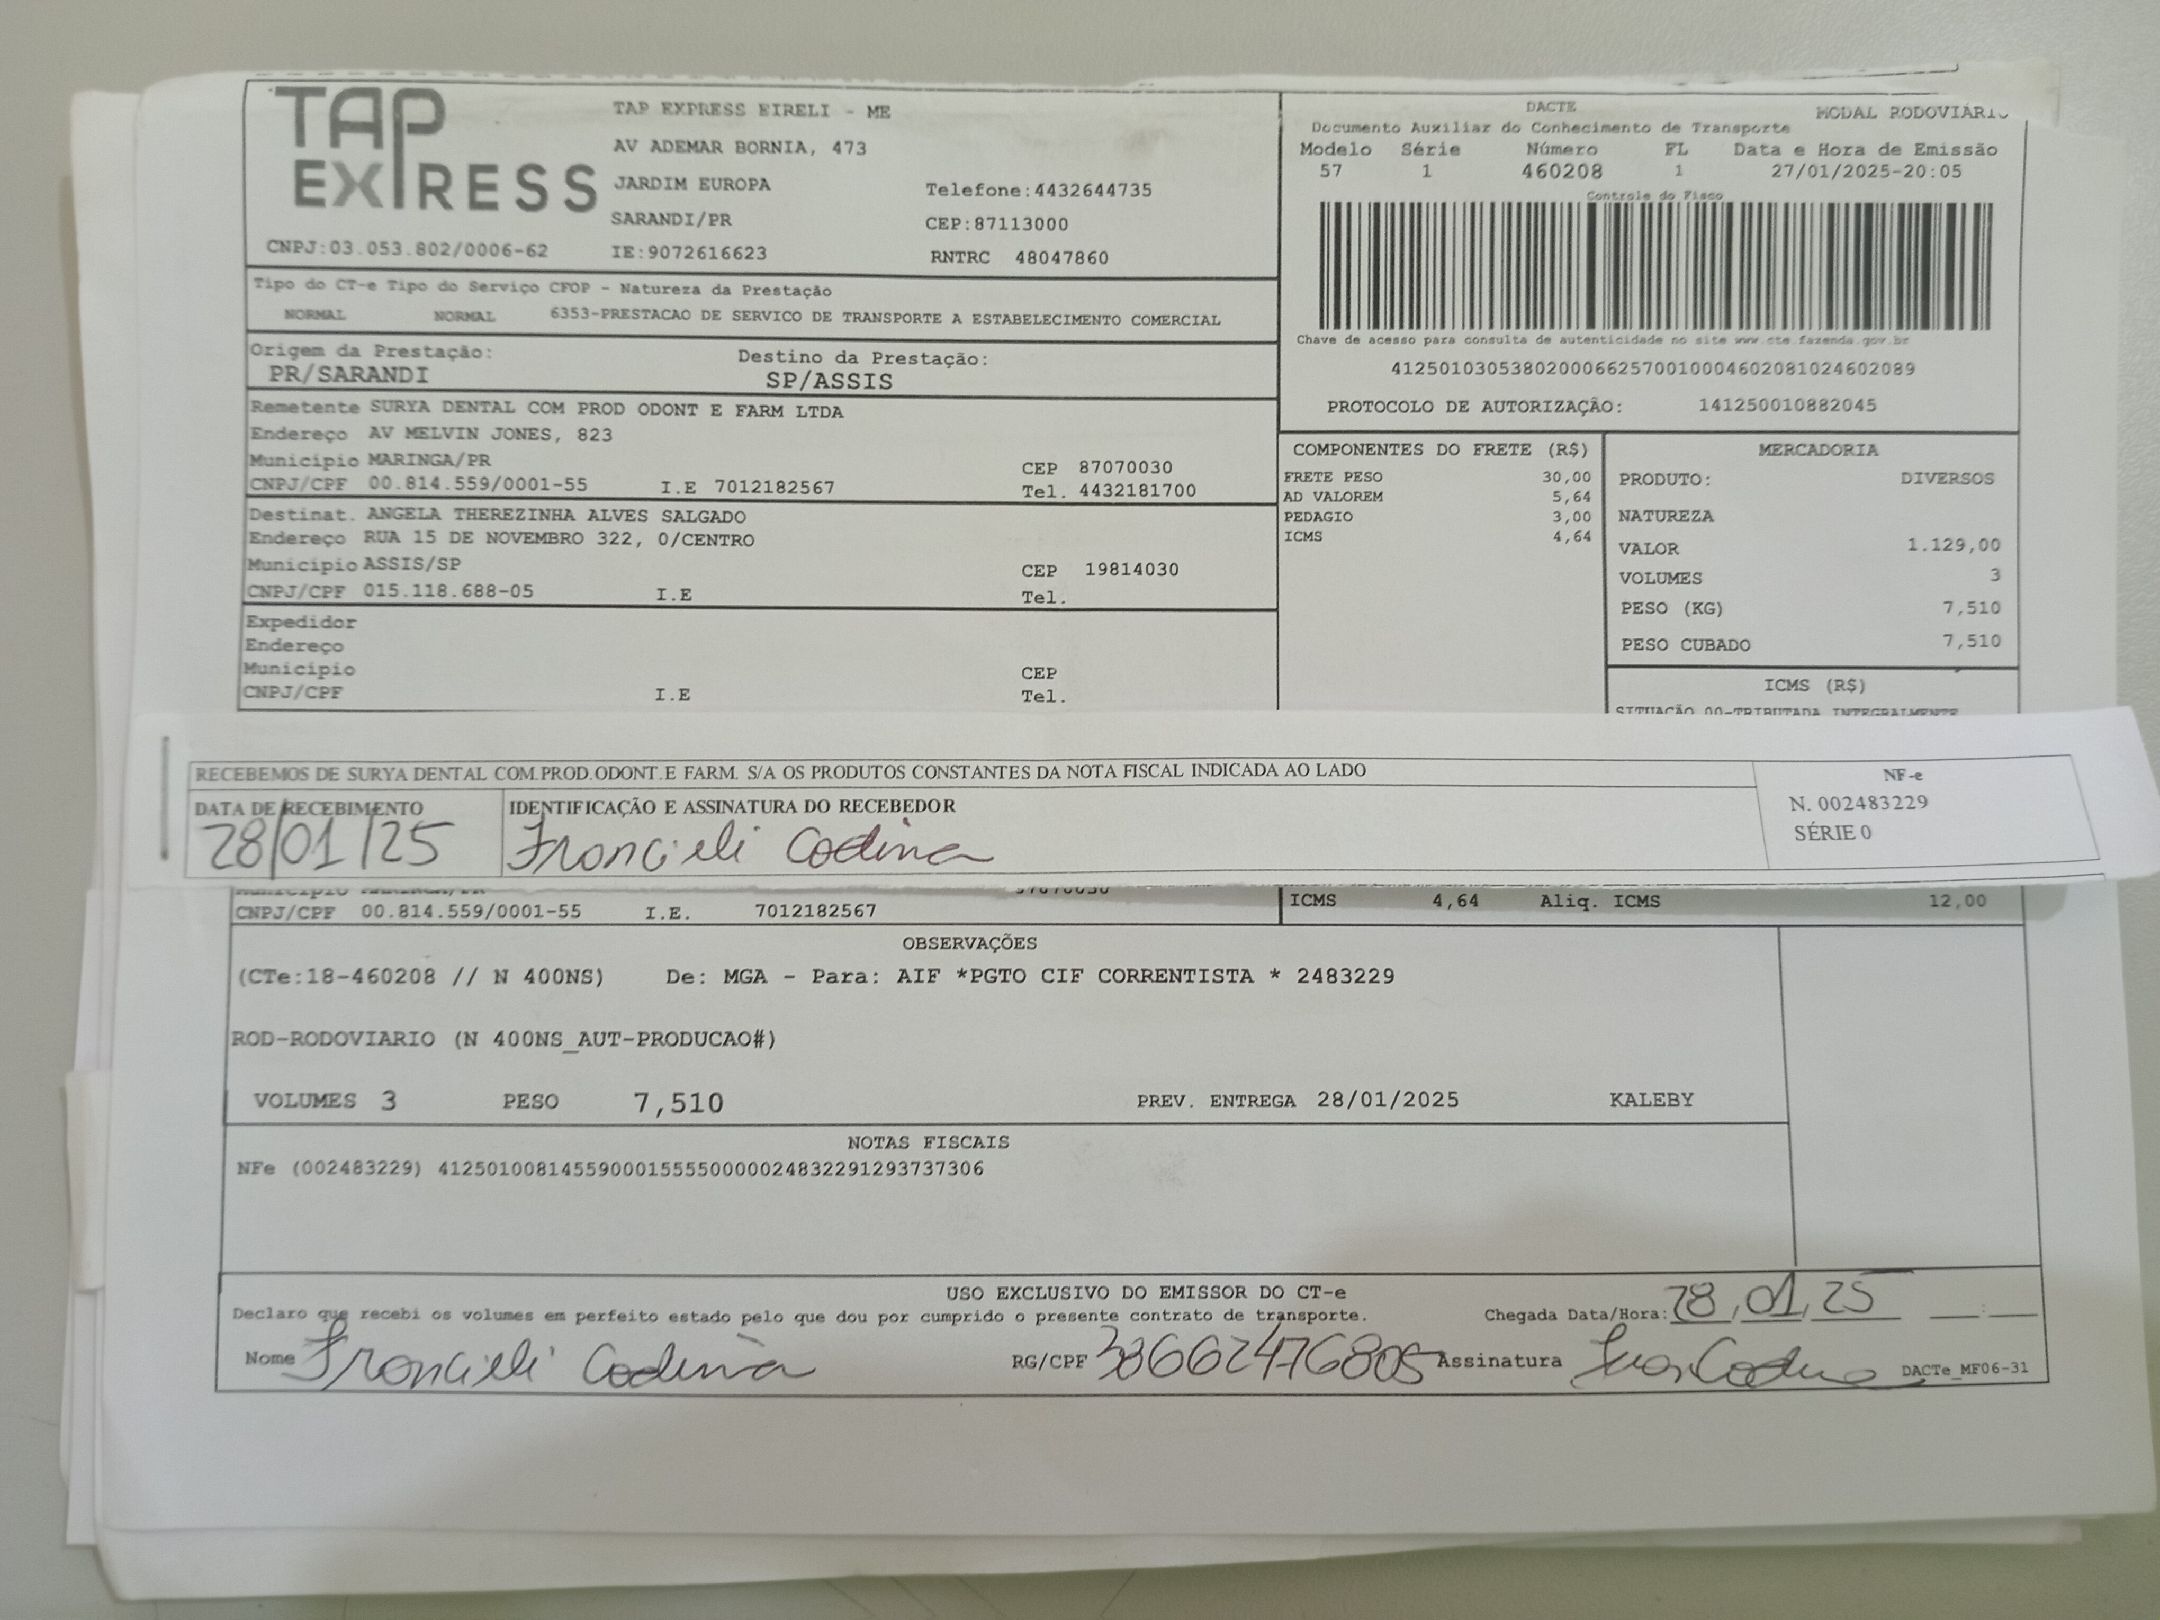 TAP
EXPRESS
TAP EXPRESS EIRELI - ME
AV ADEMAR BORNIA, 473
JARDIM EUROPA Telefone:4432644735
SARANDI/PR CEP:87113000
CNPJ:03.053.802/0006-62 IE:9072616623 RNTRC 48047860
DACTE MODAL RODOVIÁRI
Documento Auxiliar do Conhecimento de Transporte
Modelo Série Número FL Data e Hora de Emissão
57 1 460208 1 27/01/2025-20:05
Controle do Fisco
Chave de acesso para consulta de autenticidade no site www.cte.fazenda.gov.br
41250103053802000662570010004602081024602089
PROTOCOLO DE AUTORIZAÇÃO: 141250010882045
Tipo do CT-e Tipo do Serviço CFOP - Natureza da Prestação
NORMAL NORMAL 6353-PRESTACAO DE SERVICO DE TRANSPORTE A ESTABELECIMENTO COMERCIAL
Origem da Prestação: Destino da Prestação:
PR/SARANDI SP/ASSIS
Remetente SURYA DENTAL COM PROD ODONT E FARM LTDA
Endereço AV MELVIN JONES, 823
Municipio MARINGA/PR CEP 87070030
CNPJ/CPF 00.814.559/0001-55 I.E 7012182567 Tel. 4432181700
Destinat. ANGELA THEREZINHA ALVES SALGADO
Endereço RUA 15 DE NOVEMBRO 322, 0/CENTRO
Municipio ASSIS/SP CEP 19814030
CNPJ/CPF 015.118.688-05 I.E Tel.
Expedidor
Endereço
Municipio CEP
CNPJ/CPF I.E Tel.
COMPONENTES DO FRETE (R$)
FRETE PESO 30,00
AD VALOREM 5,64
PEDAGIO 3,00
ICMS 4,64
MERCADORIA
PRODUTO: DIVERSOS
NATUREZA
VALOR 1.129,00
VOLUMES 3
PESO (KG) 7,510
PESO CUBADO 7,510
ICMS (R$)
SITUAÇÃO 00-TRIBUTADA INTEGRALMENTE
RECEBEMOS DE SURYA DENTAL COM.PROD.ODONT.E FARM. S/A OS PRODUTOS CONSTANTES DA NOTA FISCAL INDICADA AO LADO
DATA DE RECEBIMENTO IDENTIFICAÇÃO E ASSINATURA DO RECEBEDOR
28/01/25 Francieli Codina
NF-e
N. 002483229
SÉRIE 0
CNPJ/CPF 00.814.559/0001-55 I.E. 7012182567
ICMS 4,64 Aliq. ICMS 12,00
OBSERVAÇÕES
(CTe:18-460208 // N 400NS) De: MGA - Para: AIF *PGTO CIF CORRENTISTA * 2483229
ROD-RODOVIARIO (N 400NS_AUT-PRODUCAO#)
VOLUMES 3 PESO 7,510 PREV. ENTREGA 28/01/2025 KALEBY
NOTAS FISCAIS
NFe (002483229) 41250100814559000155550000024832291293737306
USO EXCLUSIVO DO EMISSOR DO CT-e
Declaro que recebi os volumes em perfeito estado pelo que dou por cumprido o presente contrato de transporte. Chegada Data/Hora: 28,01,25 __:__
Nome Francieli Codina RG/CPF 38662476805 Assinatura DACTe_MF06-31